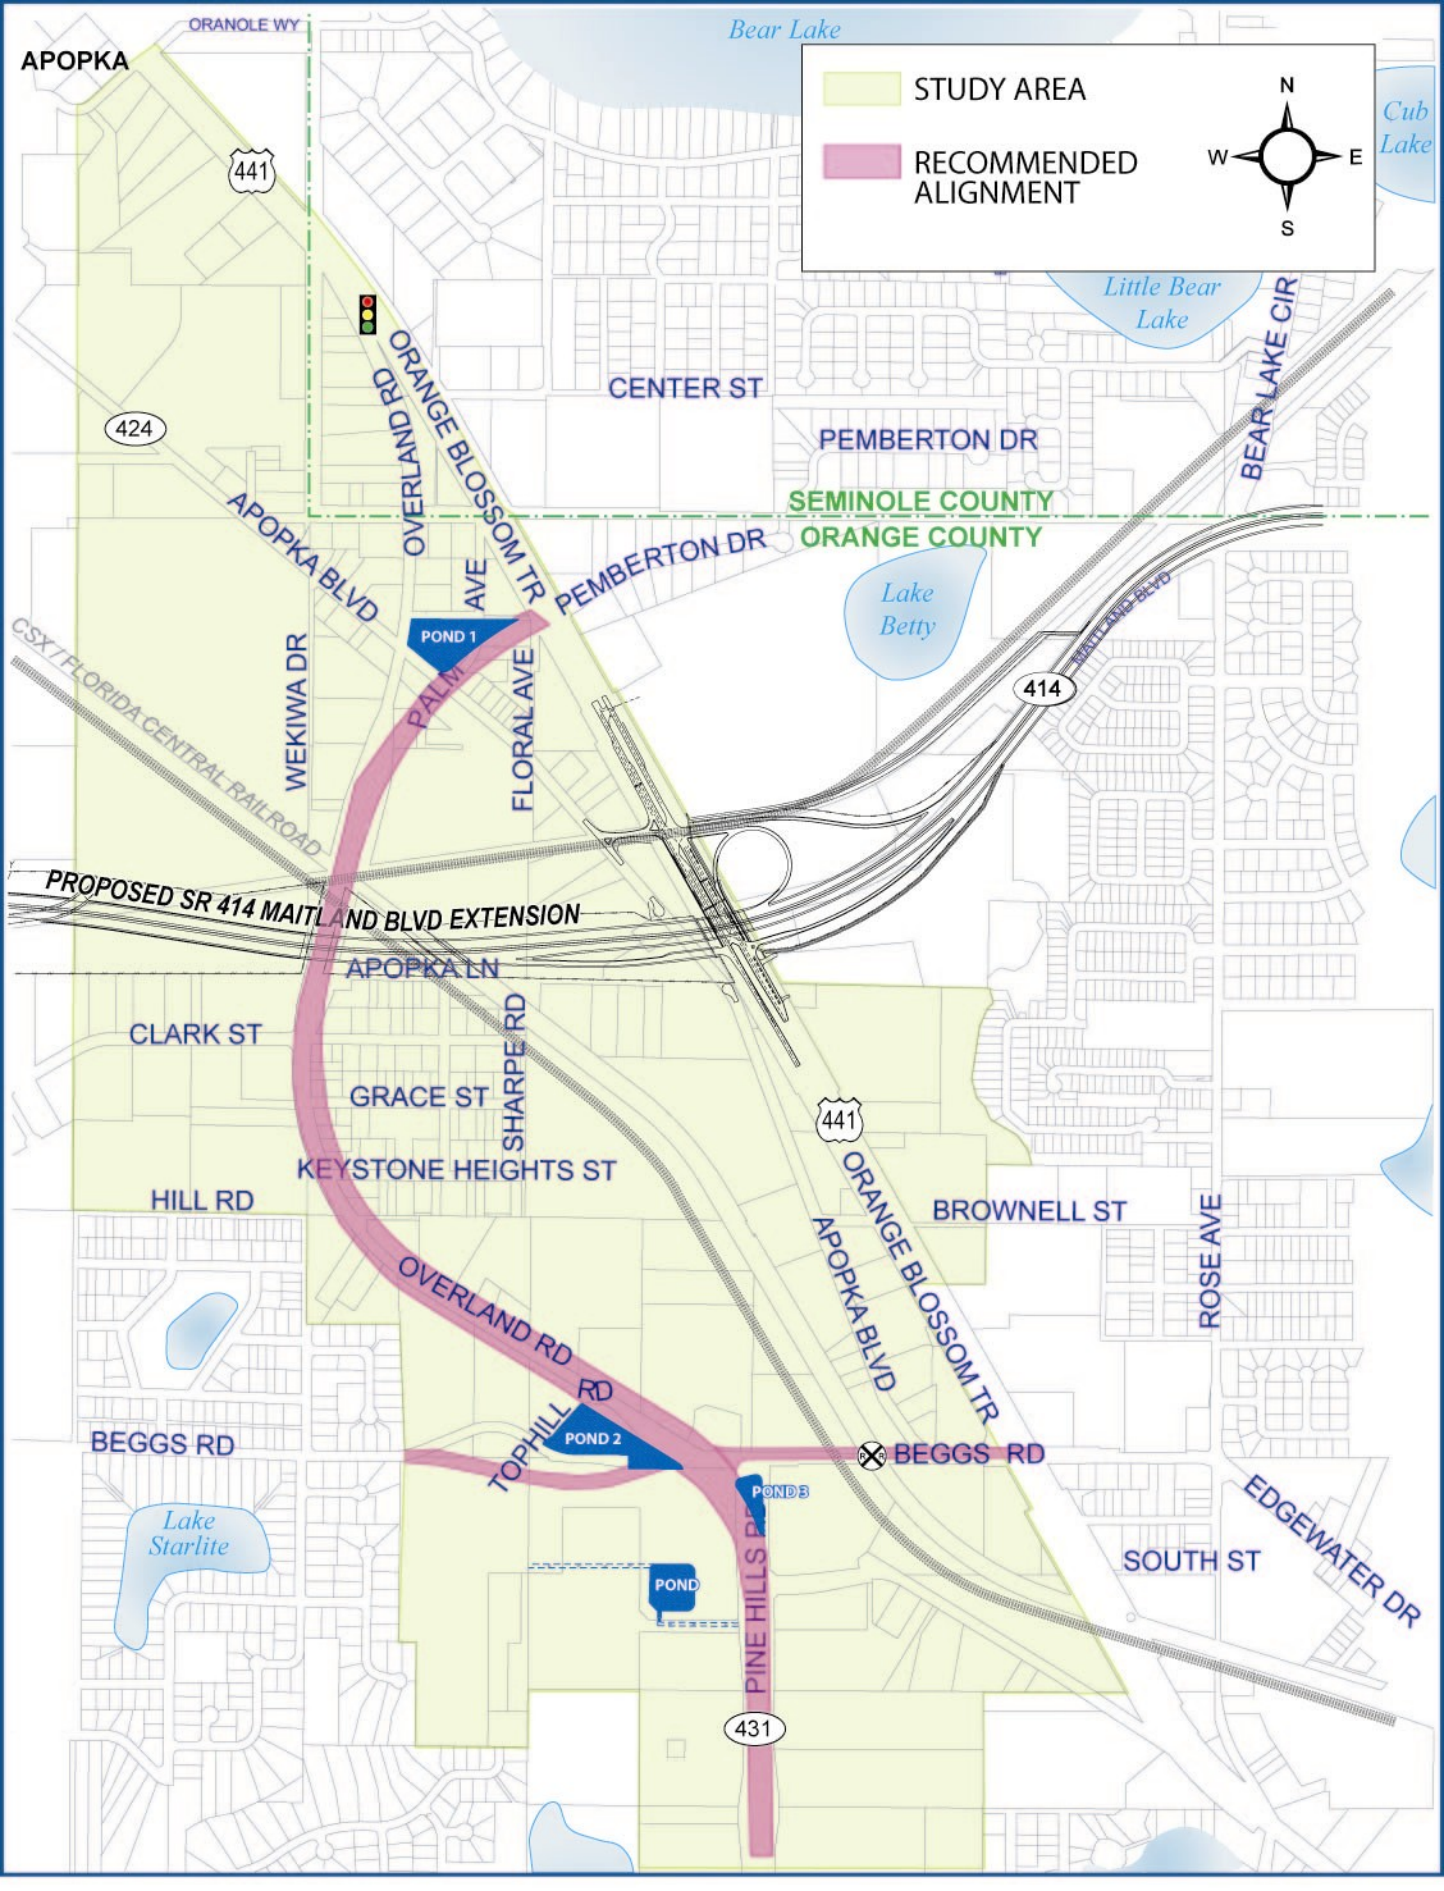 ORANOLE WY
Bear Lake
APOPKA
STUDY AREA
RECOMMENDED
ALIGNMENT
N
W
E
S
Cub
Lake
441
Little Bear
Lake
BEAR LAKE CIR
ORANGE BLOSSOM TR
OVERLAND RD
CENTER ST
424
PEMBERTON DR
SEMINOLE COUNTY
ORANGE COUNTY
APOPKA BLVD
PEMBERTON DR
AVE
PALM
Lake
Betty
MAITLAND BLVD
POND 1
CSX / FLORIDA CENTRAL RAILROAD
WEKIWA DR
FLORAL AVE
414
PROPOSED SR 414 MAITLAND BLVD EXTENSION
APOPKA LN
CLARK ST
SHARPE RD
GRACE ST
441
KEYSTONE HEIGHTS ST
HILL RD
BROWNELL ST
ORANGE BLOSSOM TR
APOPKA BLVD
ROSE AVE
OVERLAND RD
TOPHILL RD
POND 2
BEGGS RD
R R
BEGGS RD
POND 3
EDGEWATER DR
Lake
Starlite
SOUTH ST
POND
PINE HILLS RD
431